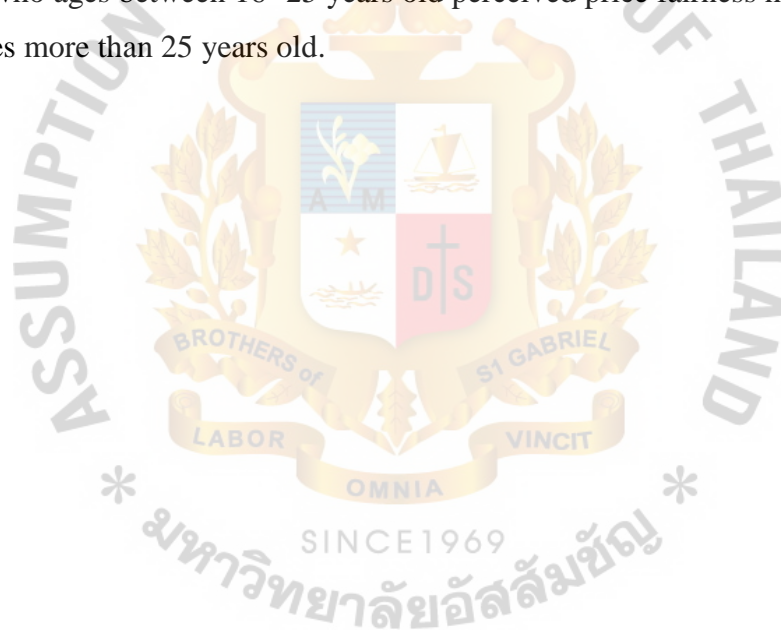 who ages between 18 -25 years old perceived price fairness
es more than 25 years old.
ASSUMPTION
OF THAILAND
A M
D S
BROTHERS of
S1 GABRIEL
LABOR
OMNIA
VINCIT
* SINCE1969 *
มหาวิทยาลัยอัสสัมชัญ